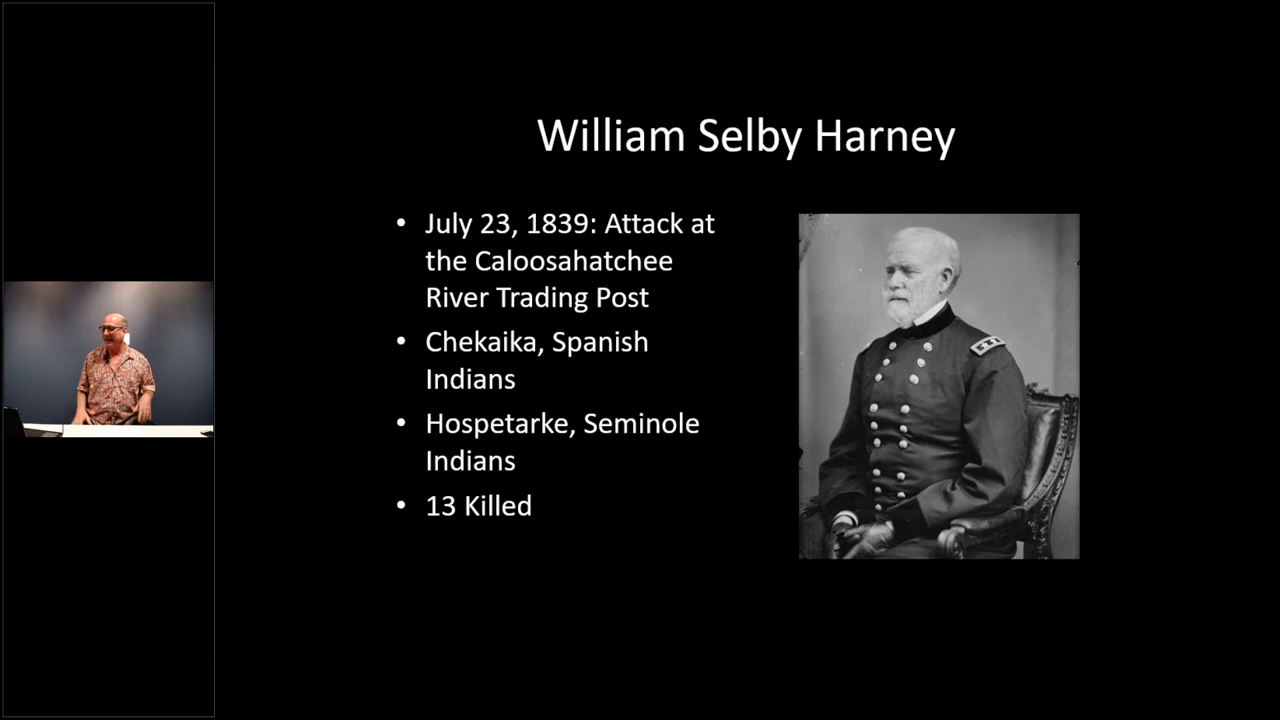 William Selby Harney
• July 23, 1839: Attack at
the Caloosahatchee
River Trading Post
• Chekaika, Spanish
Indians
• Hospetarke, Seminole
Indians
• 13 Killed